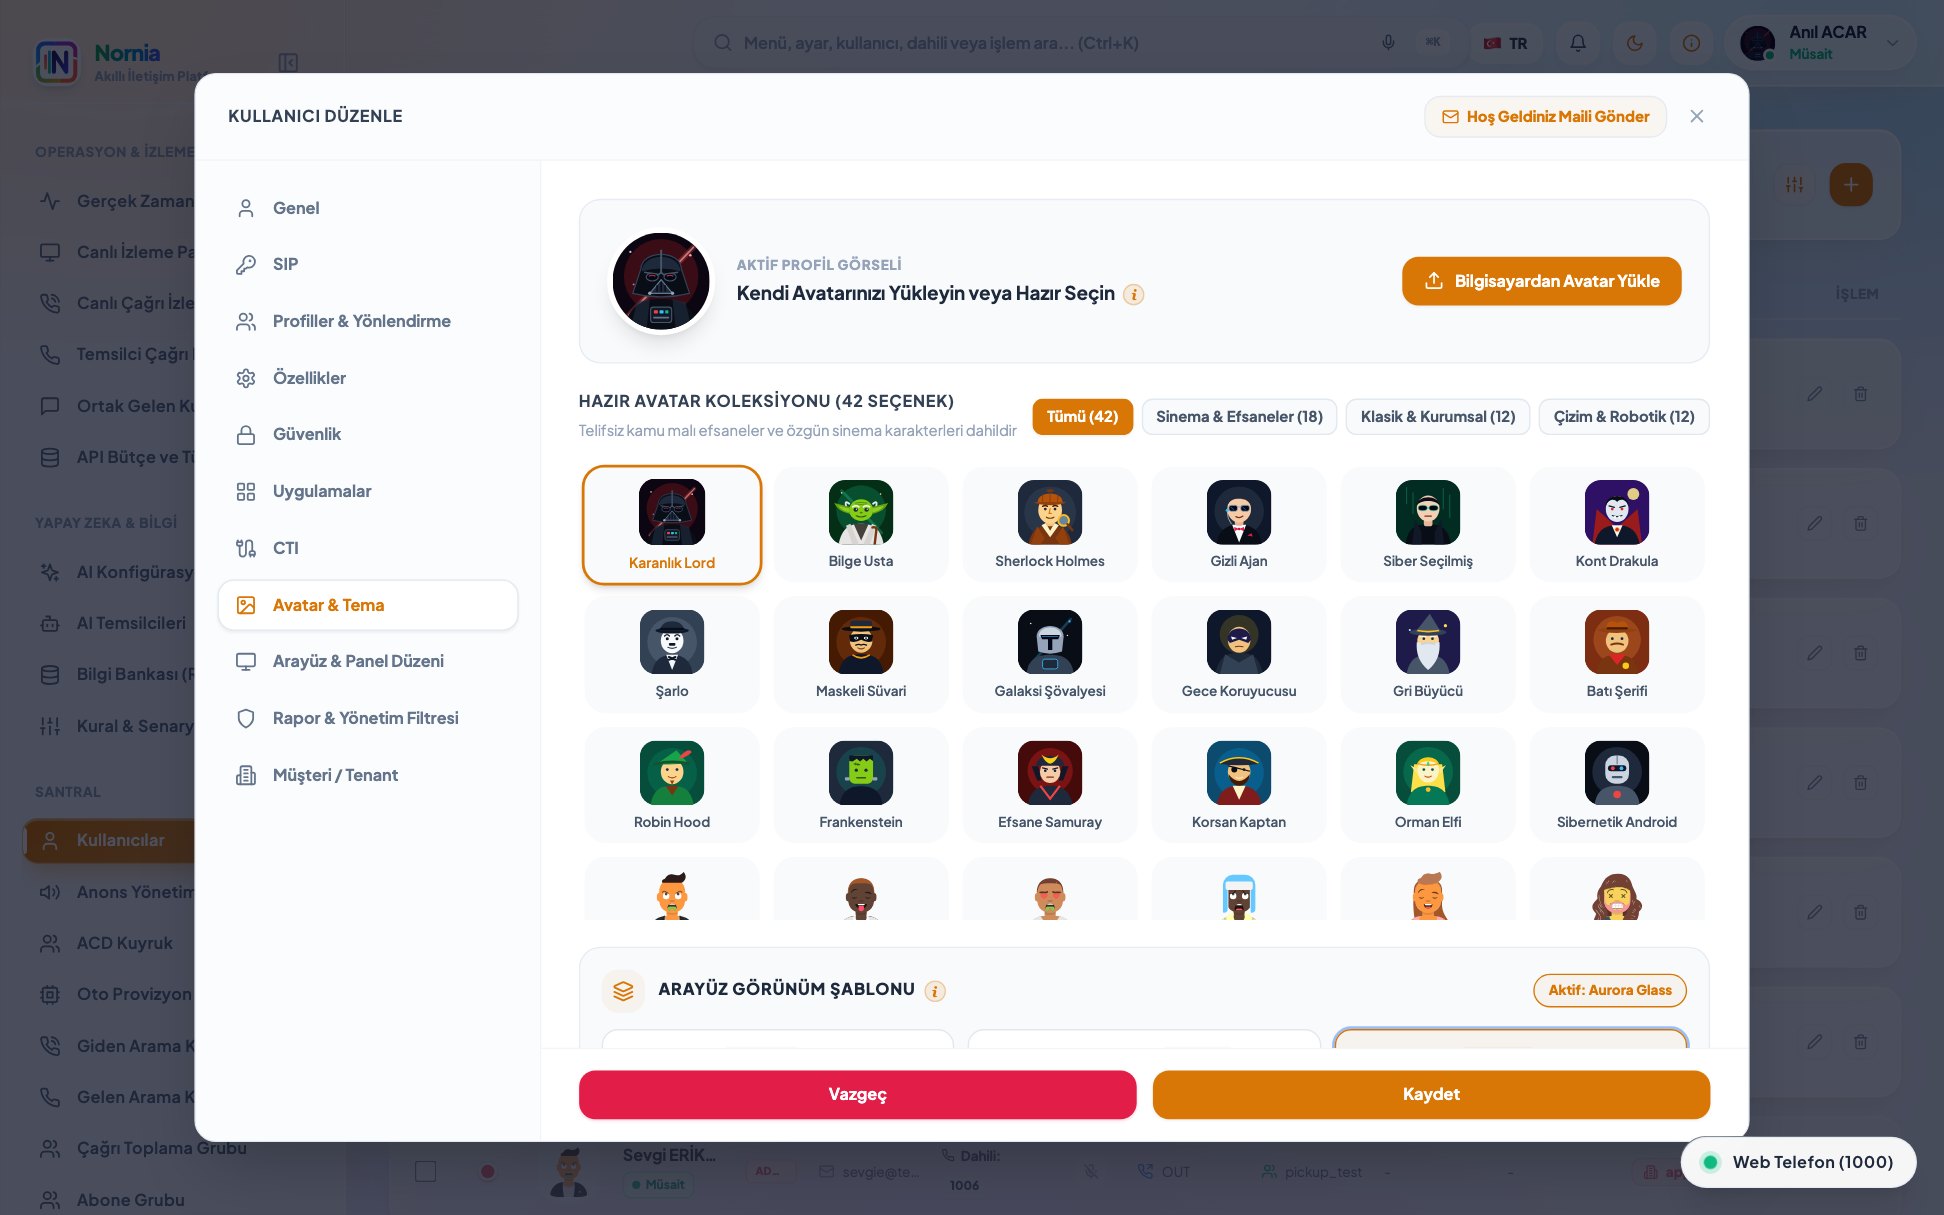 Nornia
Akıllı İletişim
Menü, ayar, kullanıcı, dahili veya işlem ara... (Ctrl+K)
⌘K
TR
Anıl ACAR
Müsait
KULLANICI DÜZENLE
Hoş Geldiniz Maili Gönder
OPERASYON & İZLEME
Gerçek Zaman
Canlı İzleme Pa
Canlı Çağrı İzle
Temsilci Çağrı
Ortak Gelen Ku
API Bütçe ve Tü
YAPAY ZEKA & BİLGİ
AI Konfigürasy
AI Temsilcileri
Bilgi Bankası (R
Kural & Senary
SANTRAL
Kullanıcılar
Anons Yönetim
ACD Kuyruk
Oto Provizyon
Giden Arama K
Gelen Arama K
Çağrı Toplama Grubu
Abone Grubu
Genel
SIP
Profiller & Yönlendirme
Özellikler
Güvenlik
Uygulamalar
CTI
Avatar & Tema
Arayüz & Panel Düzeni
Rapor & Yönetim Filtresi
Müşteri / Tenant
AKTİF PROFİL GÖRSELİ
Kendi Avatarınızı Yükleyin veya Hazır Seçin
Bilgisayardan Avatar Yükle
İŞLEM
HAZIR AVATAR KOLEKSİYONU (42 SEÇENEK)
Telifsiz kamu malı efsaneler ve özgün sinema karakterleri dahildir
Tümü (42)
Sinema & Efsaneler (18)
Klasik & Kurumsal (12)
Çizim & Robotik (12)
Karanlık Lord
Bilge Usta
Sherlock Holmes
Gizli Ajan
Siber Seçilmiş
Kont Drakula
Şarlo
Maskeli Süvari
Galaksi Şövalyesi
Gece Koruyucusu
Gri Büyücü
Batı Şerifi
Robin Hood
Frankenstein
Efsane Samuray
Korsan Kaptan
Orman Elfi
Sibernetik Android
ARAYÜZ GÖRÜNÜM ŞABLONU
Aktif: Aurora Glass
Vazgeç
Kaydet
Sevgi ERİK...
Müsait
AD...
sevgie@te...
Dahili:
1006
OUT
pickup_test
-
-
Web Telefon (1000)